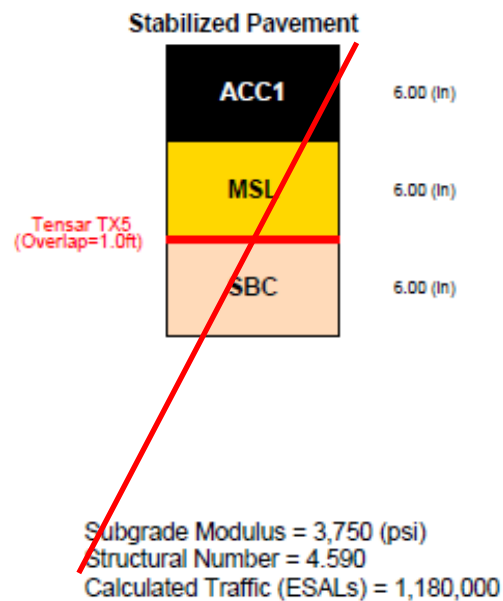 Stabilized Pavement
ACC1
6.00 (in)
MSL
6.00 (in)
Tensar TX5
(Overlap=1.0ft)
SBC
6.00 (in)
Subgrade Modulus = 3,750 (psi)
Structural Number = 4.590
Calculated Traffic (ESALs) = 1,180,000